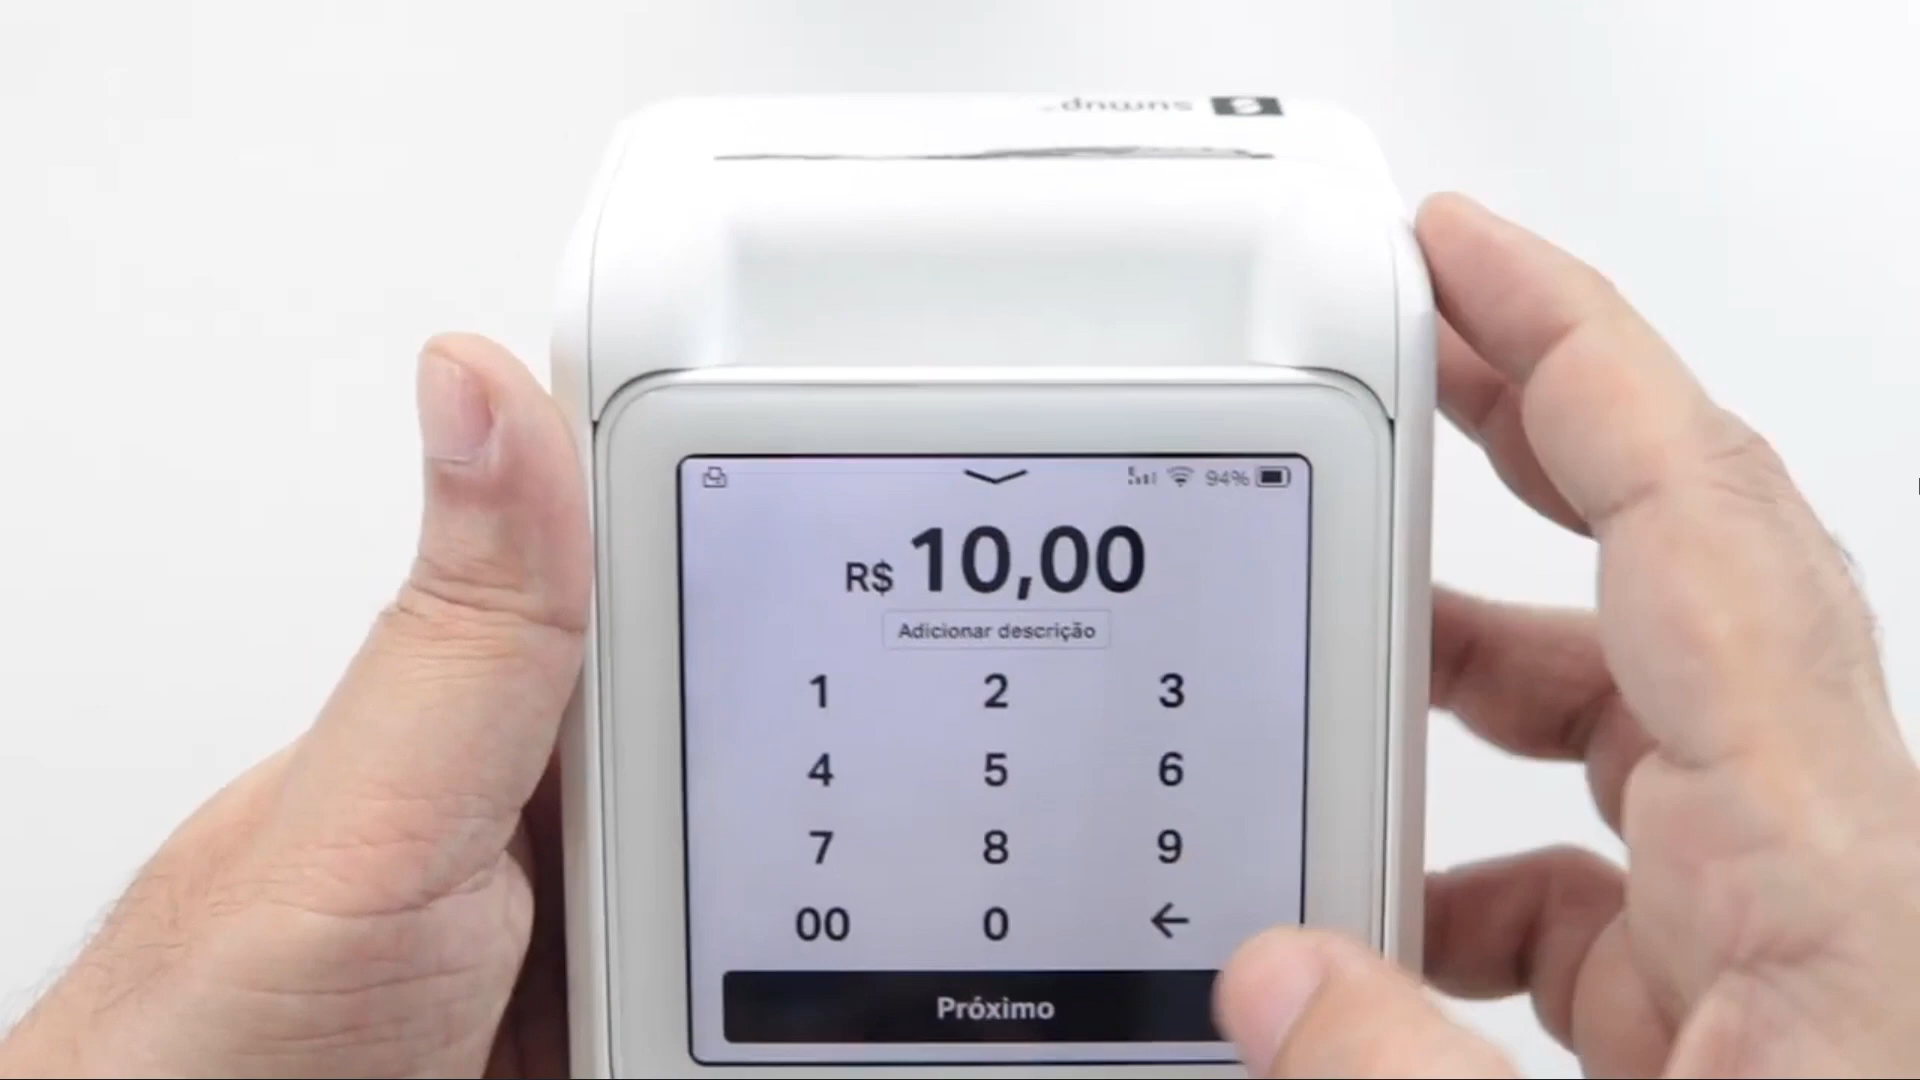 sumup
94%
R$ 10,00
Adicionar descrição
1 2 3
4 5 6
7 8 9
00 0 ←
Próximo